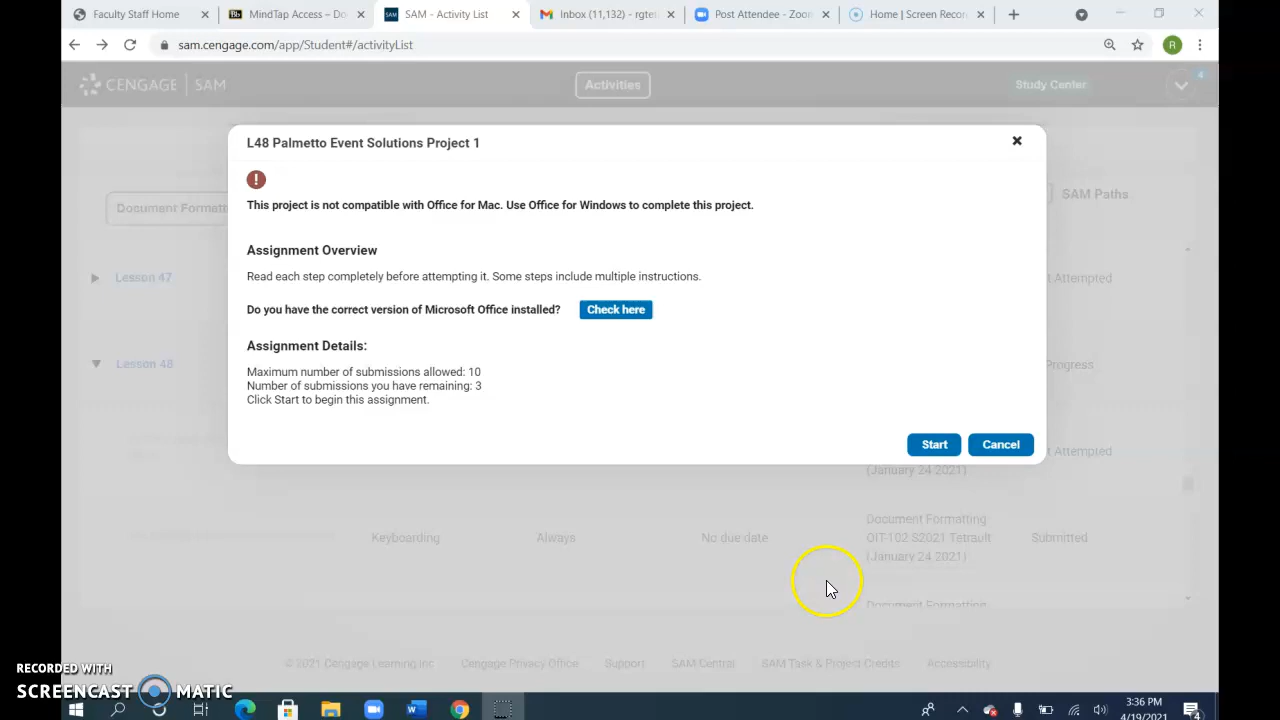 Faculty Staff Home
MindTap Access – Do
SAM - Activity List
Inbox (11,132) - rgte
Post Attendee - Zoon
Home | Screen Recor
sam.cengage.com/app/Student#/activityList
R
CENGAGE | SAM
Activities
Study Center
4
L48 Palmetto Event Solutions Project 1
This project is not compatible with Office for Mac. Use Office for Windows to complete this project.
Document Formatt
SAM Paths
Assignment Overview
Read each step completely before attempting it. Some steps include multiple instructions.
Lesson 47
t Attempted
Do you have the correct version of Microsoft Office installed?
Check here
Assignment Details:
Lesson 48
Progress
Maximum number of submissions allowed: 10
Number of submissions you have remaining: 3
Click Start to begin this assignment.
Start
Cancel
t Attempted
(January 24 2021)
Document Formatting
Keyboarding
Always
No due date
OIT-102 S2021 Tetrault
Submitted
(January 24 2021)
Document Formatting
© 2021 Cengage Learning Inc
Cengage Privacy Office
Support
SAM Central
SAM Task & Project Credits
Accessibility
RECORDED WITH
SCREENCAST MATIC
3:36 PM
4/19/2021
4